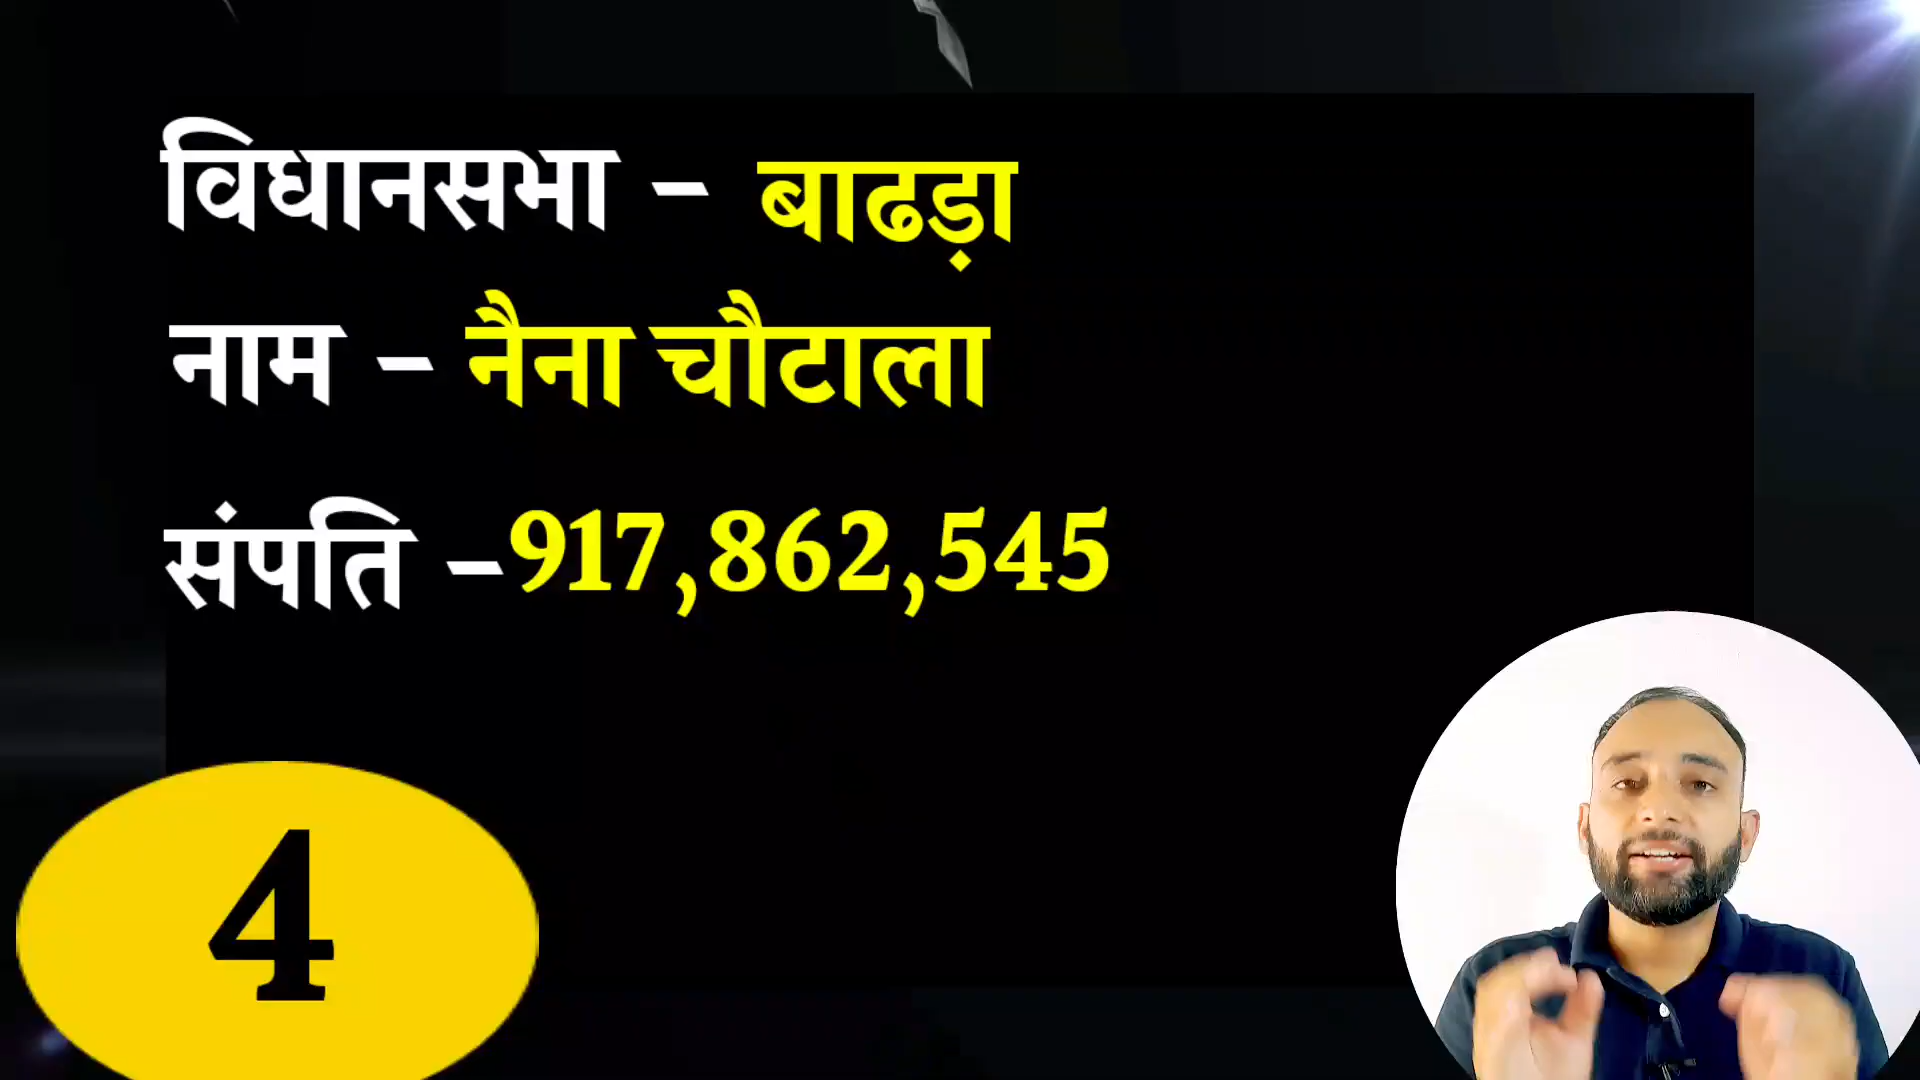 विधानसभा - बाढड़ा
नाम - नैना चौटाला
संपति -917,862,545
4